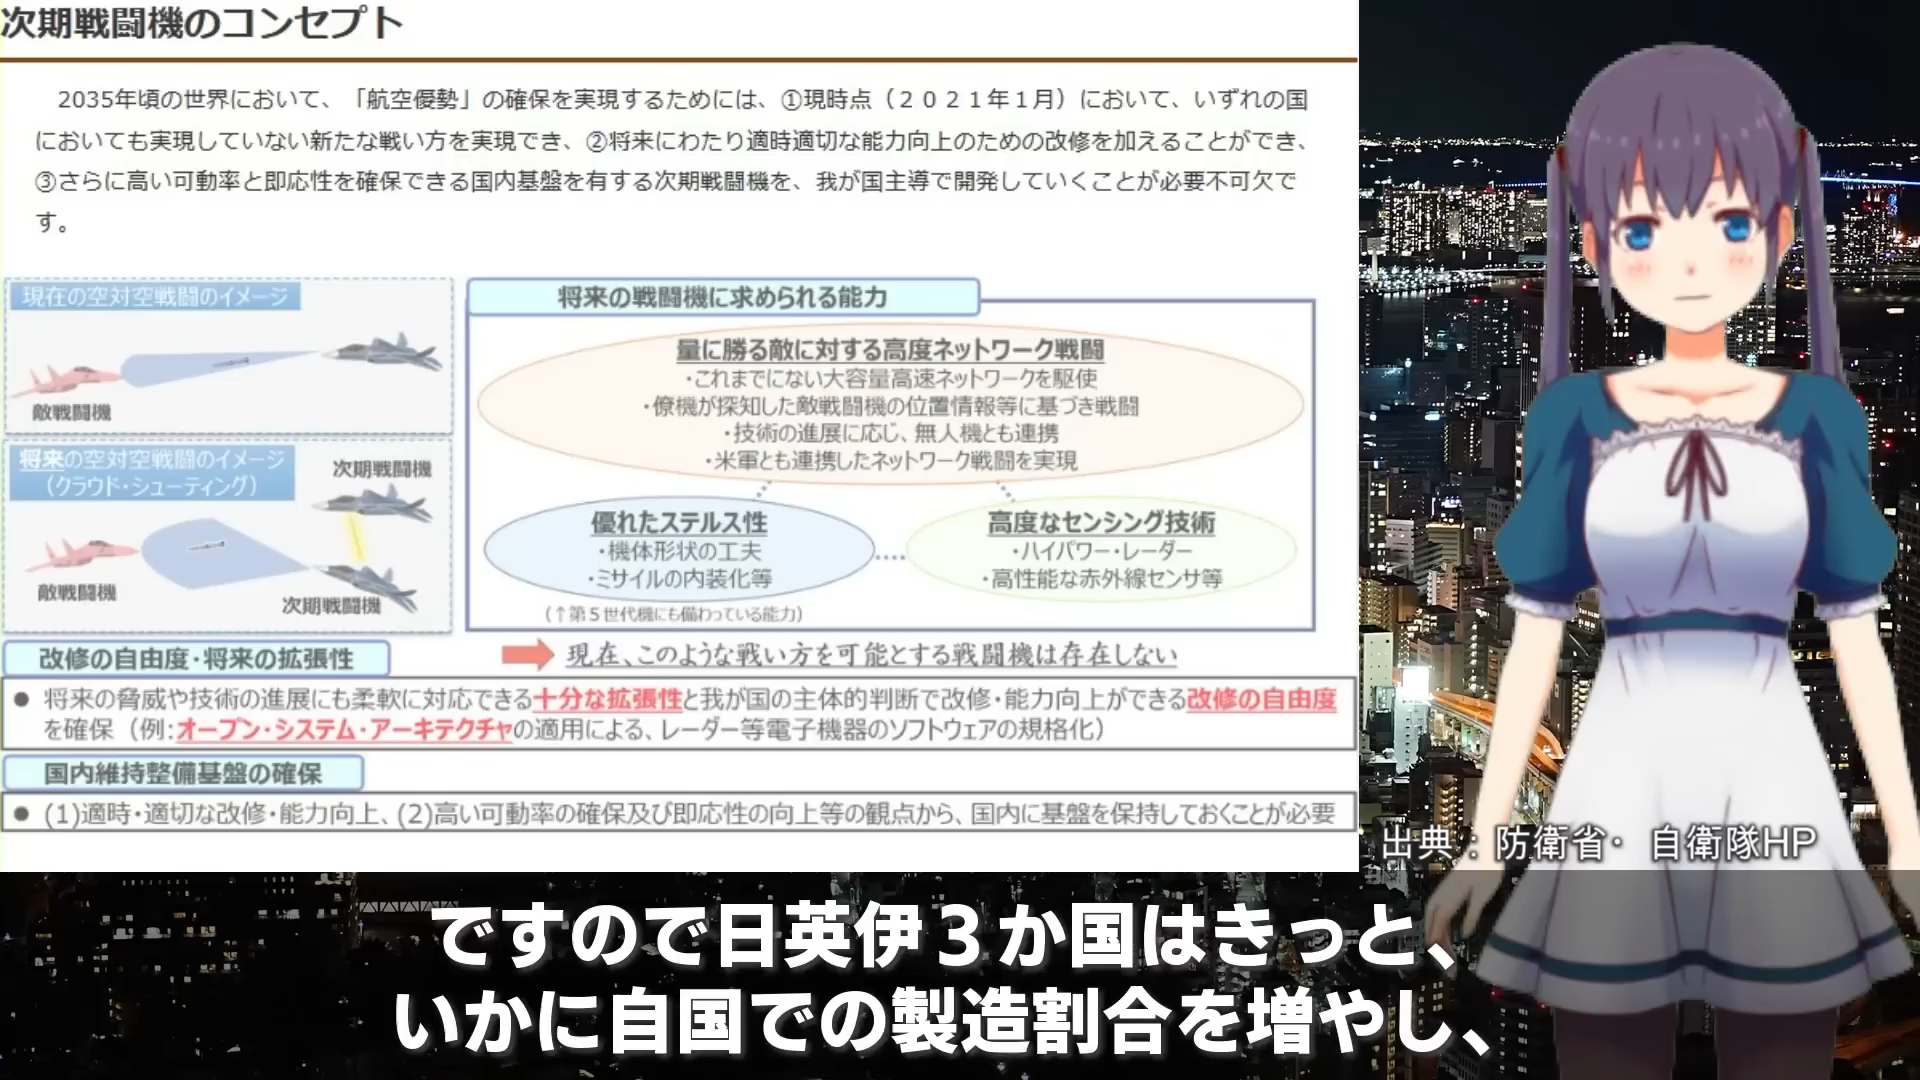 次期戦闘機のコンセプト
2035年頃の世界において、「航空優勢」の確保を実現するためには、①現時点（２０２１年１月）において、いずれの国
においても実現していない新たな戦い方を実現でき、②将来にわたり適時適切な能力向上のための改修を加えることができ、
③さらに高い可動率と即応性を確保できる国内基盤を有する次期戦闘機を、我が国主導で開発していくことが必要不可欠で
す。
現在の空対空戦闘のイメージ
敵戦闘機
将来の空対空戦闘のイメージ
（クラウド・シューティング）
次期戦闘機
敵戦闘機
次期戦闘機
将来の戦闘機に求められる能力
量に勝る敵に対する高度ネットワーク戦闘
・これまでにない大容量高速ネットワークを駆使
・僚機が探知した敵戦闘機の位置情報等に基づき戦闘
・技術の進展に応じ、無人機とも連携
・米軍とも連携したネットワーク戦闘を実現
優れたステルス性
・機体形状の工夫
・ミサイルの内装化等
（↑第５世代機にも備わっている能力）
高度なセンシング技術
・ハイパワー・レーダー
・高性能な赤外線センサ等
現在、このような戦い方を可能とする戦闘機は存在しない
改修の自由度・将来の拡張性
● 将来の脅威や技術の進展にも柔軟に対応できる十分な拡張性と我が国の主体的判断で改修・能力向上ができる改修の自由度
を確保（例：オープン・システム・アーキテクチャの適用による、レーダー等電子機器のソフトウェアの規格化）
国内維持整備基盤の確保
● (1)適時・適切な改修・能力向上、(2)高い可動率の確保及び即応性の向上等の観点から、国内に基盤を保持しておくことが必要
出典：防衛省・ 自衛隊HP
ですので日英伊３か国はきっと、
いかに自国での製造割合を増やし、